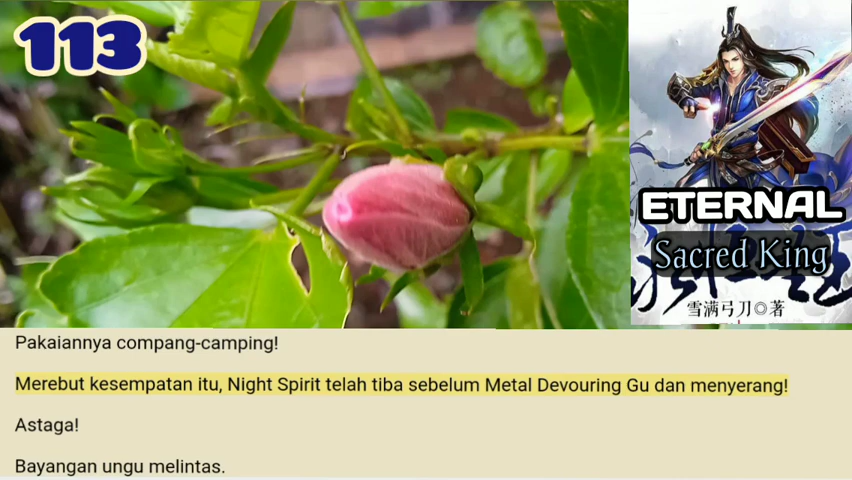 113
ETERNAL
Sacred King
雪满弓刀◎著
Pakaiannya compang-camping!
Merebut kesempatan itu, Night Spirit telah tiba sebelum Metal Devouring Gu dan menyerang!
Astaga!
Bayangan ungu melintas.